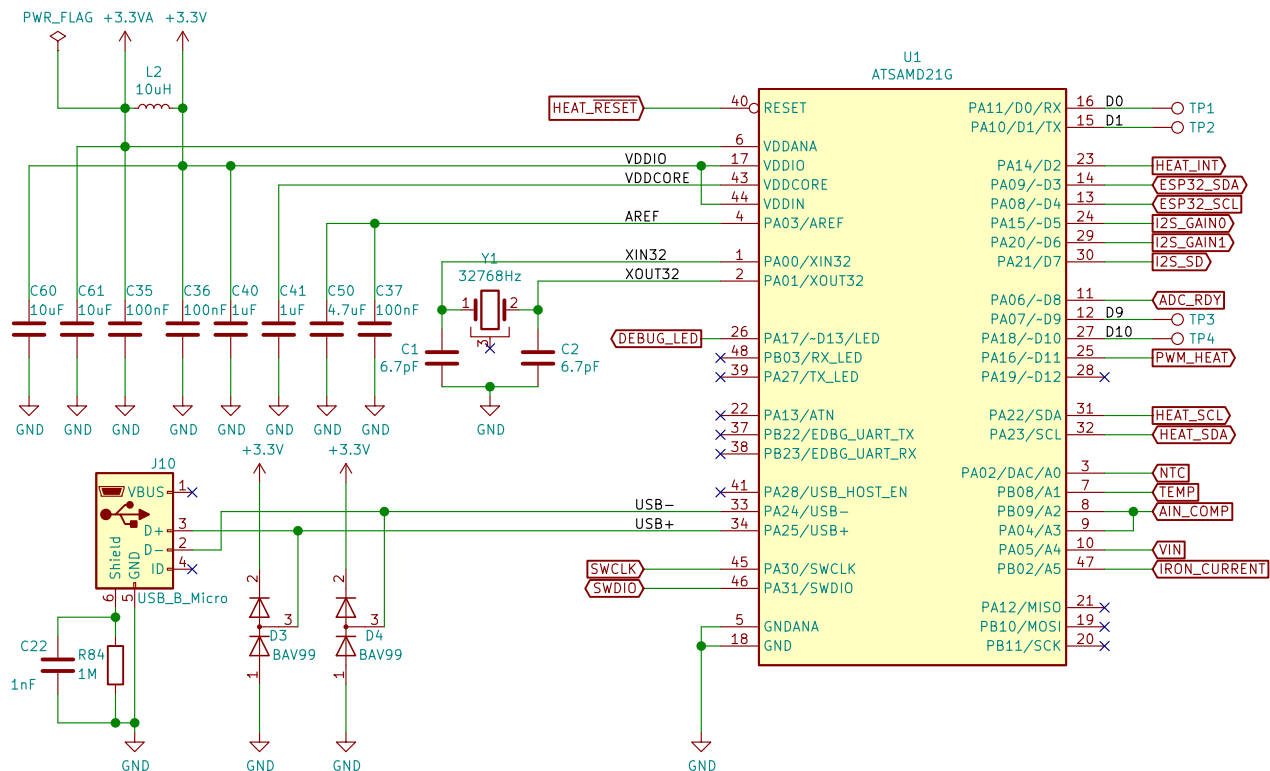 PWR_FLAG +3.3VA +3.3V
L2
10uH
U1
ATSAMD21G
HEAT_RESET 40 RESET
6 VDDANA
VDDIO 17 VDDIO
VDDCORE 43 VDDCORE
44 VDDIN
AREF 4 PA03/AREF
XIN32 1 PA00/XIN32
XOUT32 2 PA01/XOUT32
DEBUG_LED 26 PA17/~D13/LED
48 PB03/RX_LED
39 PA27/TX_LED
22 PA13/ATN
37 PB22/EDBG_UART_TX
38 PB23/EDBG_UART_RX
41 PA28/USB_HOST_EN
USB- 33 PA24/USB-
USB+ 34 PA25/USB+
SWCLK 45 PA30/SWCLK
SWDIO 46 PA31/SWDIO
5 GNDANA
18 GND
PA11/D0/RX 16 D0 TP1
PA10/D1/TX 15 D1 TP2
PA14/D2 23 HEAT_INT
PA09/~D3 14 ESP32_SDA
PA08/~D4 13 ESP32_SCL
PA15/~D5 24 I2S_GAIN0
PA20/~D6 29 I2S_GAIN1
PA21/D7 30 I2S_SD
PA06/~D8 11 ADC_RDY
PA07/~D9 12 D9 TP3
PA18/~D10 27 D10 TP4
PA16/~D11 25 PWM_HEAT
PA19/~D12 28
PA22/SDA 31 HEAT_SCL
PA23/SCL 32 HEAT_SDA
PA02/DAC/A0 3 NTC
PB08/A1 7 TEMP
PB09/A2 8 AIN_COMP
PA04/A3 9
PA05/A4 10 VIN
PB02/A5 47 IRON_CURRENT
PA12/MISO 21
PB10/MOSI 19
PB11/SCK 20
C60 C61 C35 C36 C40 C41 C50 C37
10uF 10uF 100nF 100nF 1uF 1uF 4.7uF 100nF
GND GND GND GND GND GND GND GND
Y1
32768Hz
1 2
3
C1
6.7pF
C2
6.7pF
GND
J10
VBUS 1
D+ 3
D- 2
ID 4
Shield
GND
6 5
USB_B_Micro
C22
1nF
R84
1M
GND
+3.3V +3.3V
2 2
3 3
D3 D4
BAV99 BAV99
1 1
GND GND
GND